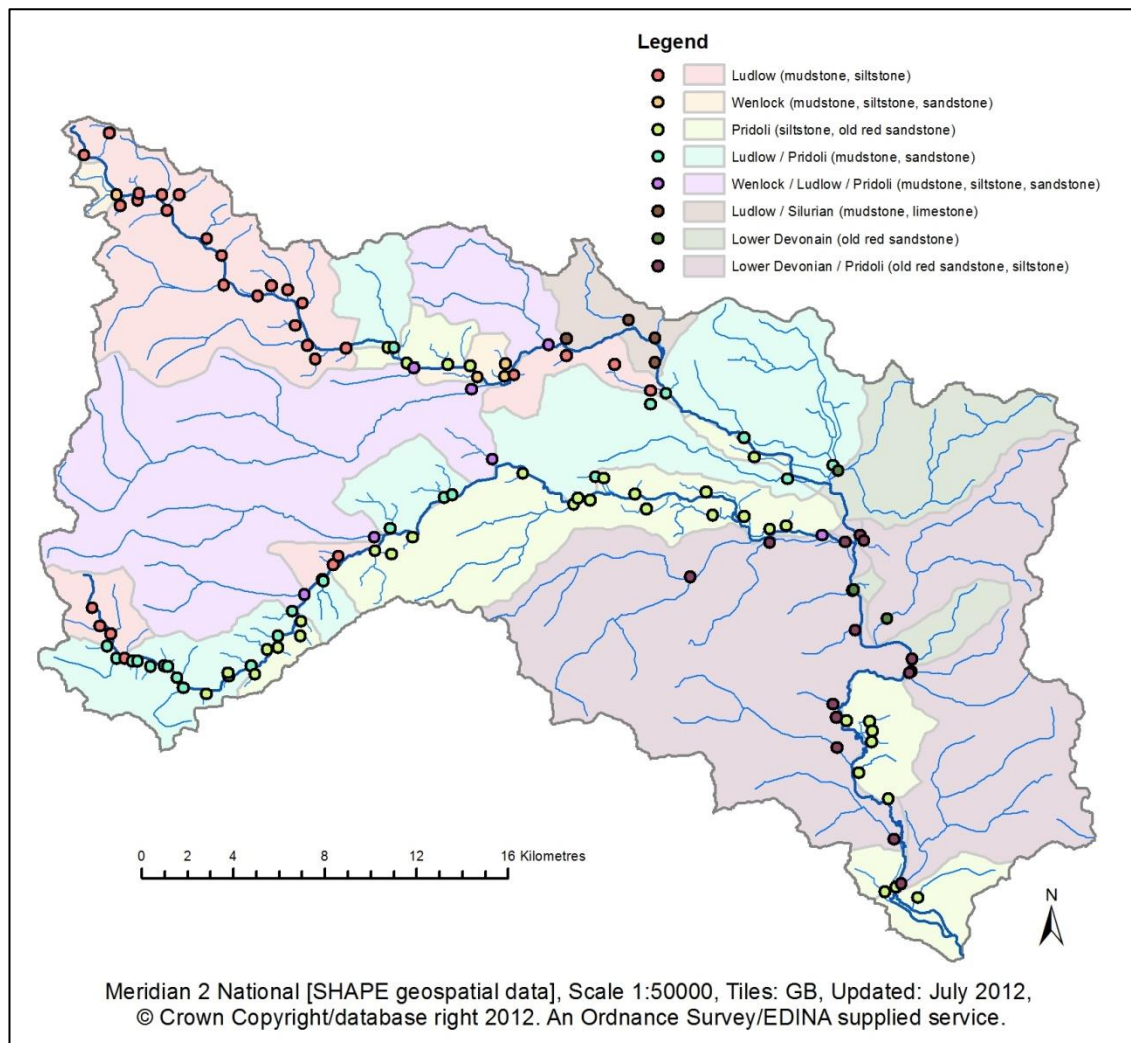 Legend
Ludlow (mudstone, siltstone)
Wenlock (mudstone, siltstone, sandstone)
Pridoli (siltstone, old red sandstone)
Ludlow / Pridoli (mudstone, sandstone)
Wenlock / Ludlow / Pridoli (mudstone, siltstone, sandstone)
Ludlow / Silurian (mudstone, limestone)
Lower Devonain (old red sandstone)
Lower Devonian / Pridoli (old red sandstone, siltstone)
0 2 4 8 12 16 Kilometres
N
Meridian 2 National [SHAPE geospatial data], Scale 1:50000, Tiles: GB, Updated: July 2012,
© Crown Copyright/database right 2012. An Ordnance Survey/EDINA supplied service.